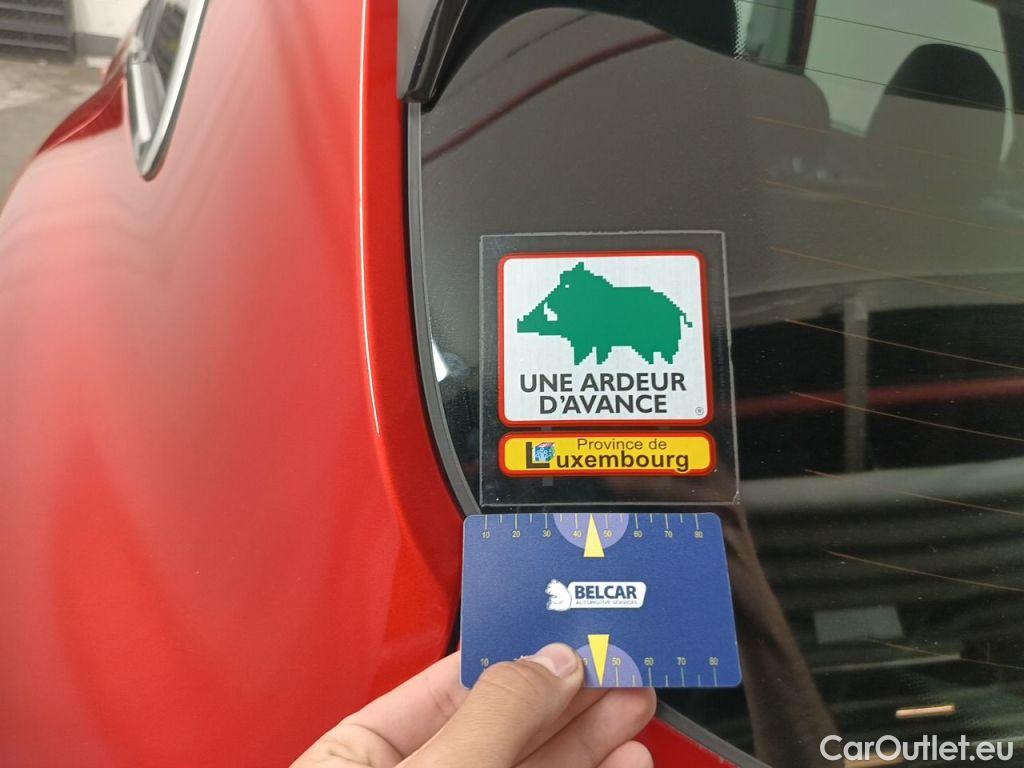 UNE ARDEUR
D'AVANCE
®
Province de
Luxembourg
10 20 30 40 50 60 70 80
BELCAR
AUTOMOTIVE SERVICES
10 50 60 70 80
CarOutlet.eu